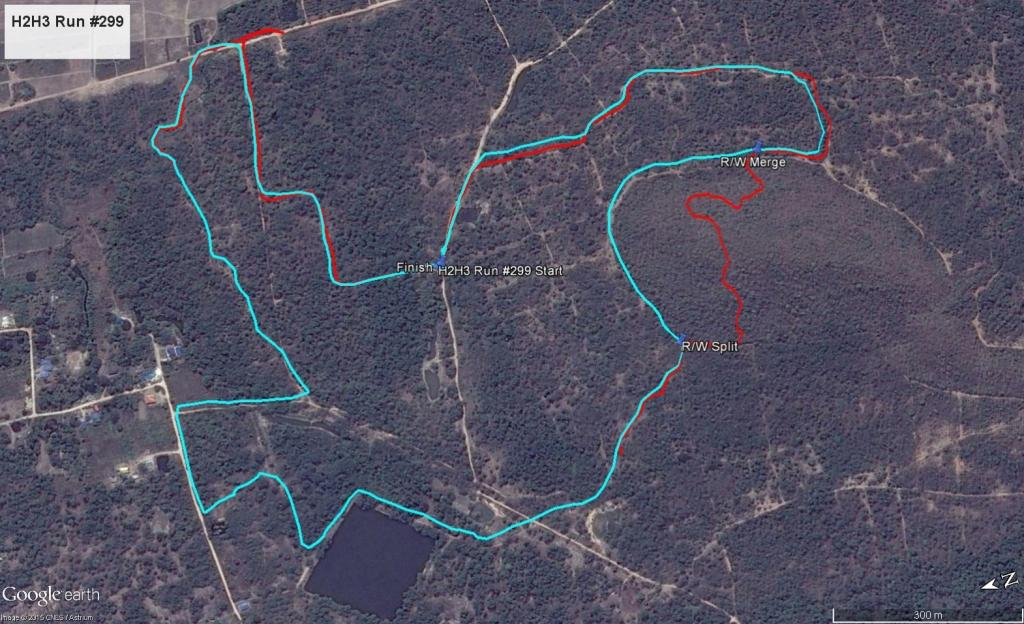 H2H3 Run #299
R/W Merge
Finish
H2H3 Run #299 Start
R/W Split
Google earth
Image © 2015 CNES / Astrium
300 m
N